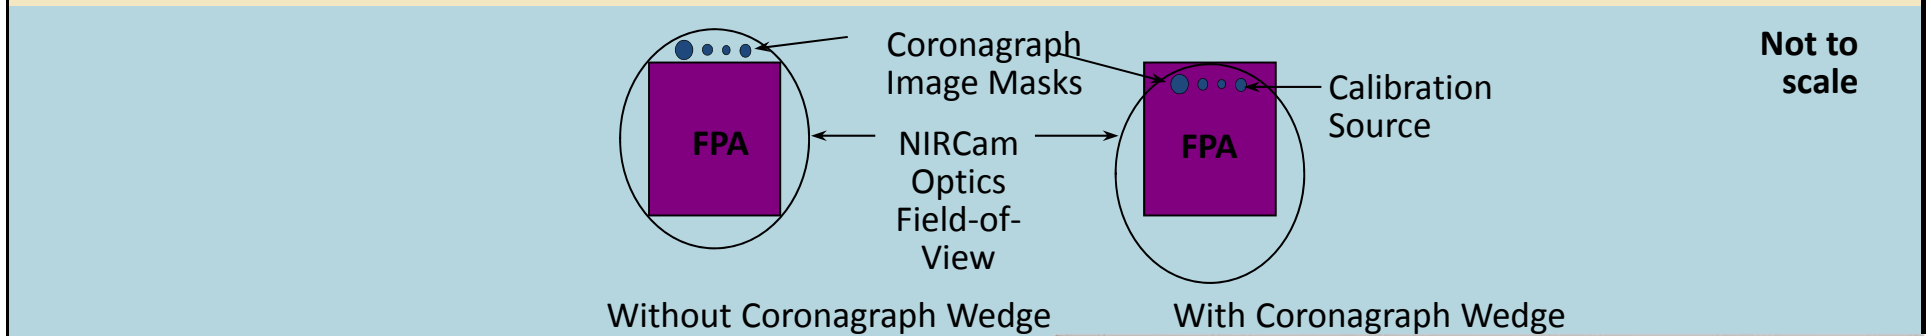 Coronagraph
Image Masks
Not to
scale
Calibration
Source
FPA
NIRCam
Optics
Field-of-
View
FPA
Without Coronagraph Wedge
With Coronagraph Wedge